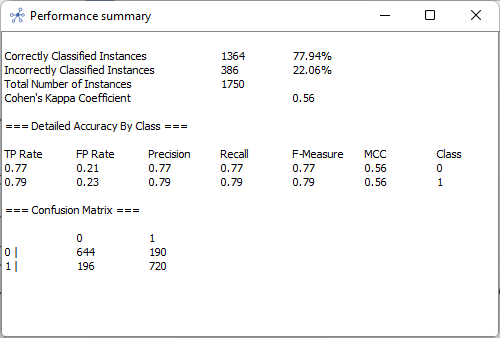 Performance summary
Correctly Classified Instances 1364 77.94%
Incorrectly Classified Instances 386 22.06%
Total Number of Instances 1750
Cohen's Kappa Coefficient 0.56
=== Detailed Accuracy By Class ===
TP Rate FP Rate Precision Recall F-Measure MCC Class
0.77 0.21 0.77 0.77 0.77 0.56 0
0.79 0.23 0.79 0.79 0.79 0.56 1
=== Confusion Matrix ===
0 1
0 | 644 190
1 | 196 720